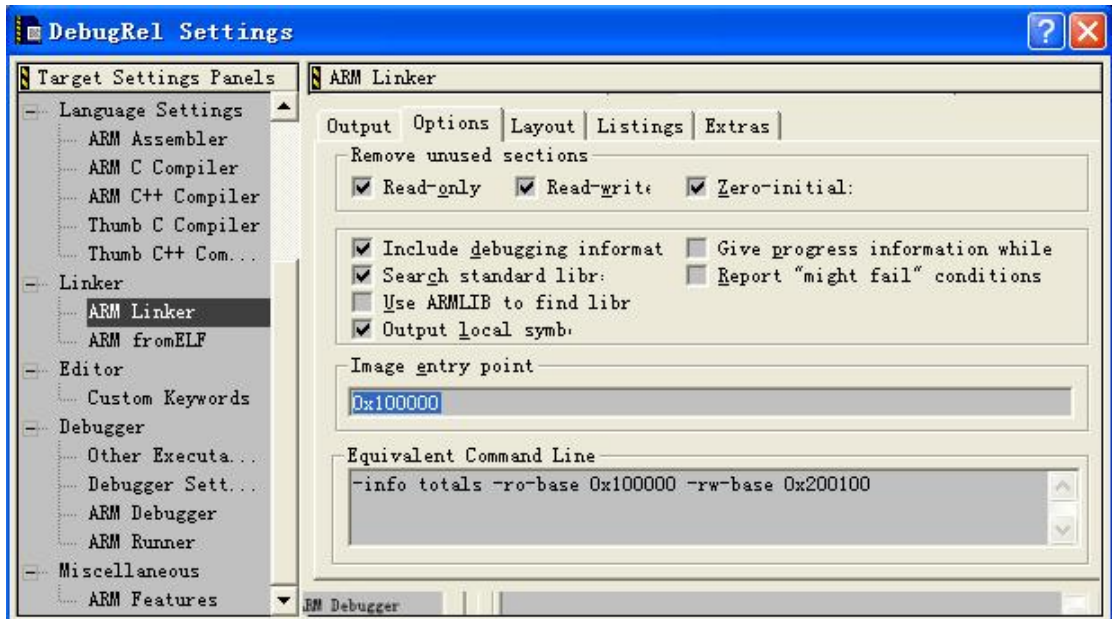 DebugRel Settings
Target Settings Panels
Language Settings
ARM Assembler
ARM C Compiler
ARM C++ Compiler
Thumb C Compiler
Thumb C++ Com...
Linker
ARM Linker
ARM fromELF
Editor
Custom Keywords
Debugger
Other Executa...
Debugger Sett...
ARM Debugger
ARM Runner
Miscellaneous
ARM Features
ARM Linker
Output Options Layout Listings Extras
Remove unused sections
Read-only Read-write Zero-initial:
Include debugging informat Give progress information while
Search standard libr: Report "might fail" conditions
Use ARMLIB to find libr
Output local symb
Image entry point
0x100000
Equivalent Command Line
-info totals -ro-base 0x100000 -rw-base 0x200100
RM Debugger